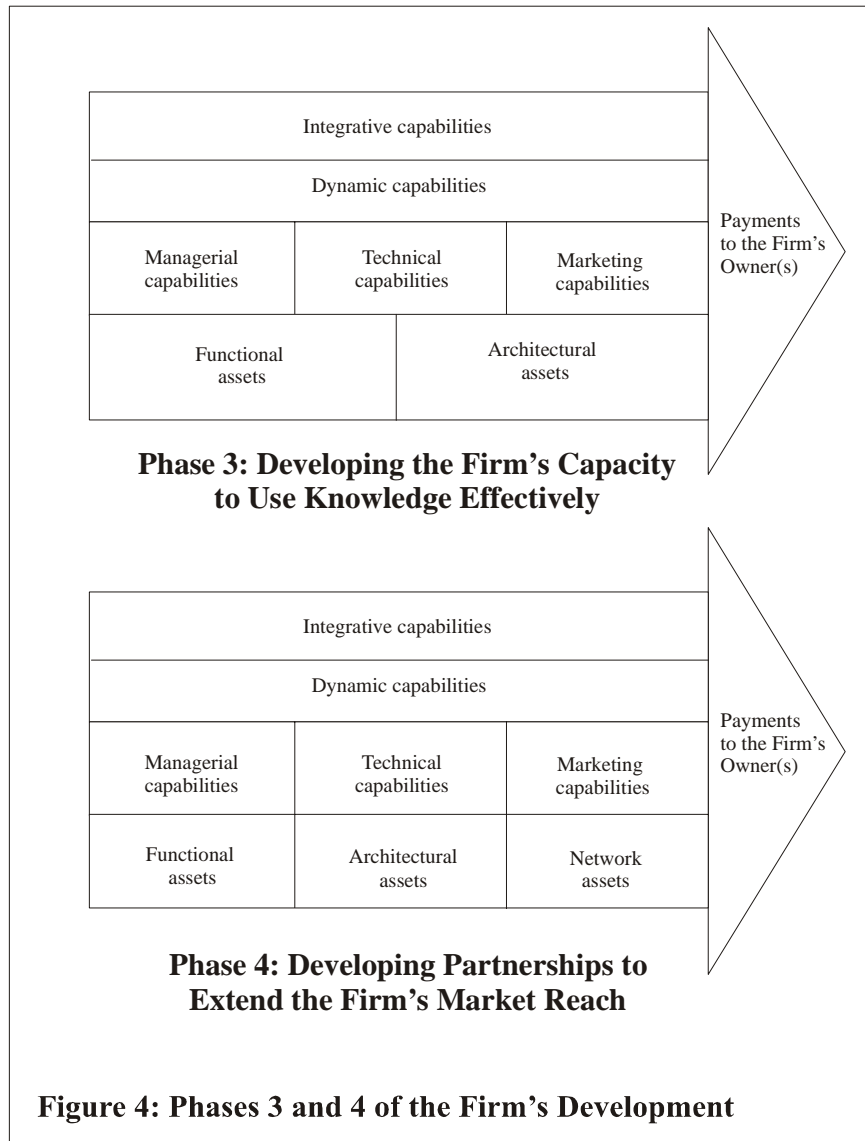 Integrative capabilities
Dynamic capabilities
Managerial
capabilities
Technical
capabilities
Marketing
capabilities
Functional
assets
Architectural
assets
Payments
to the Firm's
Owner(s)
Phase 3: Developing the Firm's Capacity
to Use Knowledge Effectively
Integrative capabilities
Dynamic capabilities
Managerial
capabilities
Technical
capabilities
Marketing
capabilities
Functional
assets
Architectural
assets
Network
assets
Payments
to the Firm's
Owner(s)
Phase 4: Developing Partnerships to
Extend the Firm's Market Reach
Figure 4: Phases 3 and 4 of the Firm's Development